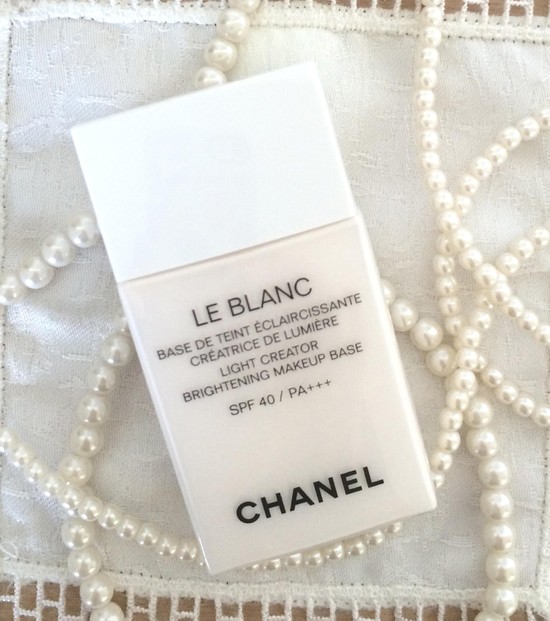 LE BLANC
BASE DE TEINT ÉCLAIRCISSANTE
CRÉATRICE DE LUMIÈRE
LIGHT CREATOR
BRIGHTENING MAKEUP BASE
SPF 40 / PA+++
CHANEL